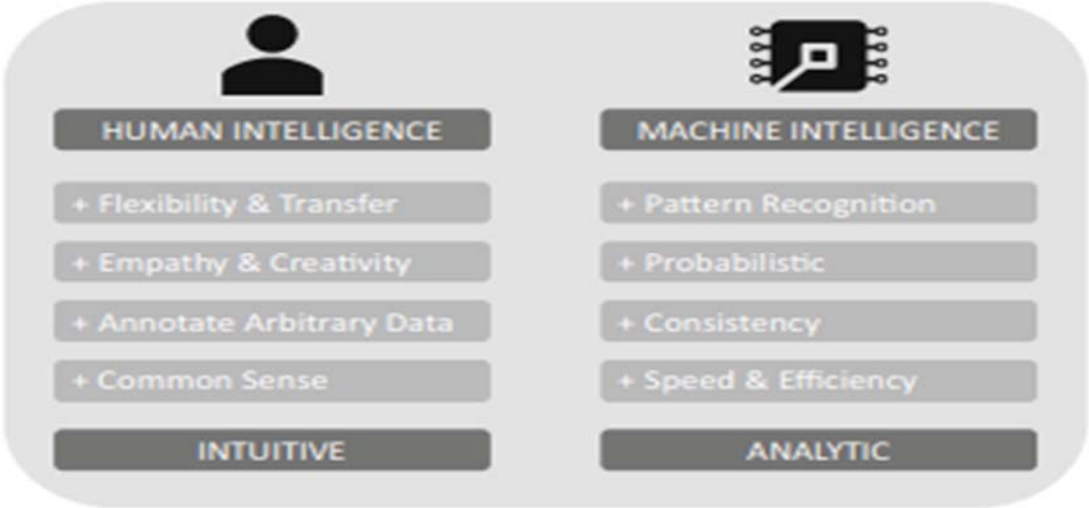 HUMAN INTELLIGENCE
+ Flexibility & Transfer
+ Empathy & Creativity
+ Annotate Arbitrary Data
+ Common Sense
INTUITIVE
MACHINE INTELLIGENCE
+ Pattern Recognition
+ Probabilistic
+ Consistency
+ Speed & Efficiency
ANALYTIC